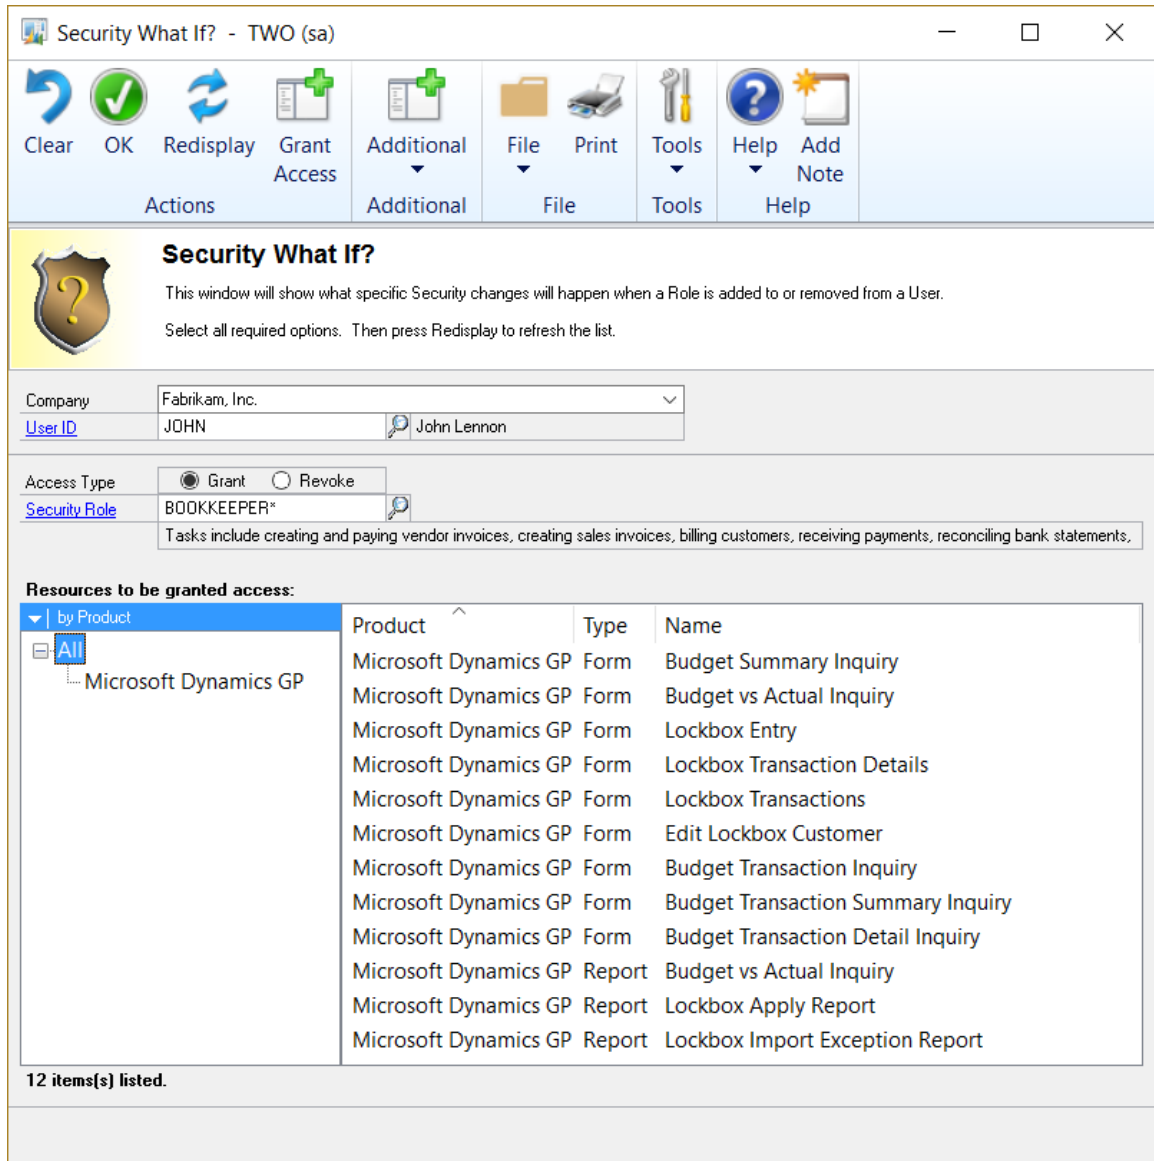 Security What If?  -  TWO (sa)
Clear OK Redisplay Grant Access Additional File Print Tools Help Add Note
Actions Additional File Tools Help
Security What If?
This window will show what specific Security changes will happen when a Role is added to or removed from a User.
Select all required options.  Then press Redisplay to refresh the list.
Company Fabrikam, Inc.
User ID JOHN John Lennon
Access Type Grant Revoke
Security Role BOOKKEEPER*
Tasks include creating and paying vendor invoices, creating sales invoices, billing customers, receiving payments, reconciling bank statements,
Resources to be granted access:
by Product
All
Microsoft Dynamics GP
Product Type Name
Microsoft Dynamics GP Form Budget Summary Inquiry
Microsoft Dynamics GP Form Budget vs Actual Inquiry
Microsoft Dynamics GP Form Lockbox Entry
Microsoft Dynamics GP Form Lockbox Transaction Details
Microsoft Dynamics GP Form Lockbox Transactions
Microsoft Dynamics GP Form Edit Lockbox Customer
Microsoft Dynamics GP Form Budget Transaction Inquiry
Microsoft Dynamics GP Form Budget Transaction Summary Inquiry
Microsoft Dynamics GP Form Budget Transaction Detail Inquiry
Microsoft Dynamics GP Report Budget vs Actual Inquiry
Microsoft Dynamics GP Report Lockbox Apply Report
Microsoft Dynamics GP Report Lockbox Import Exception Report
12 items(s) listed.